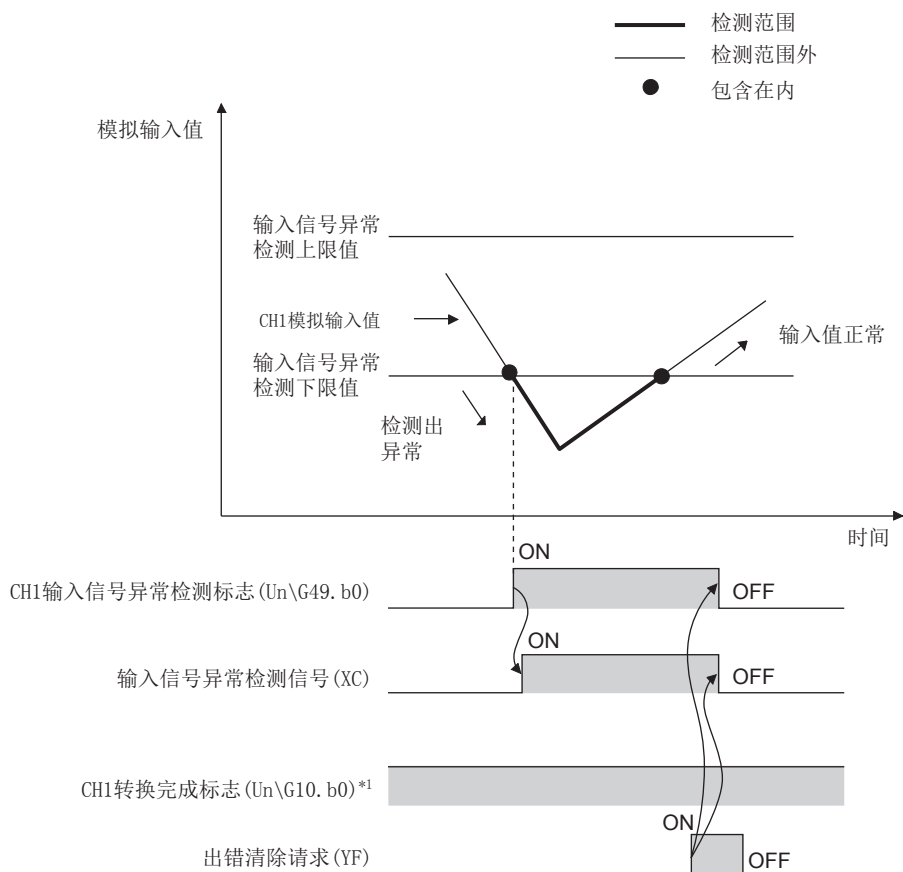 检测范围
检测范围外
包含在内
模拟输入值
输入信号异常
检测上限值
CH1模拟输入值
输入值正常
输入信号异常
检测下限值
检测出
异常
时间
ON
CH1输入信号异常检测标志(Un\G49.b0)
OFF
ON
输入信号异常检测信号(XC)
OFF
CH1转换完成标志(Un\G10.b0)*1
ON
出错清除请求(YF)
OFF